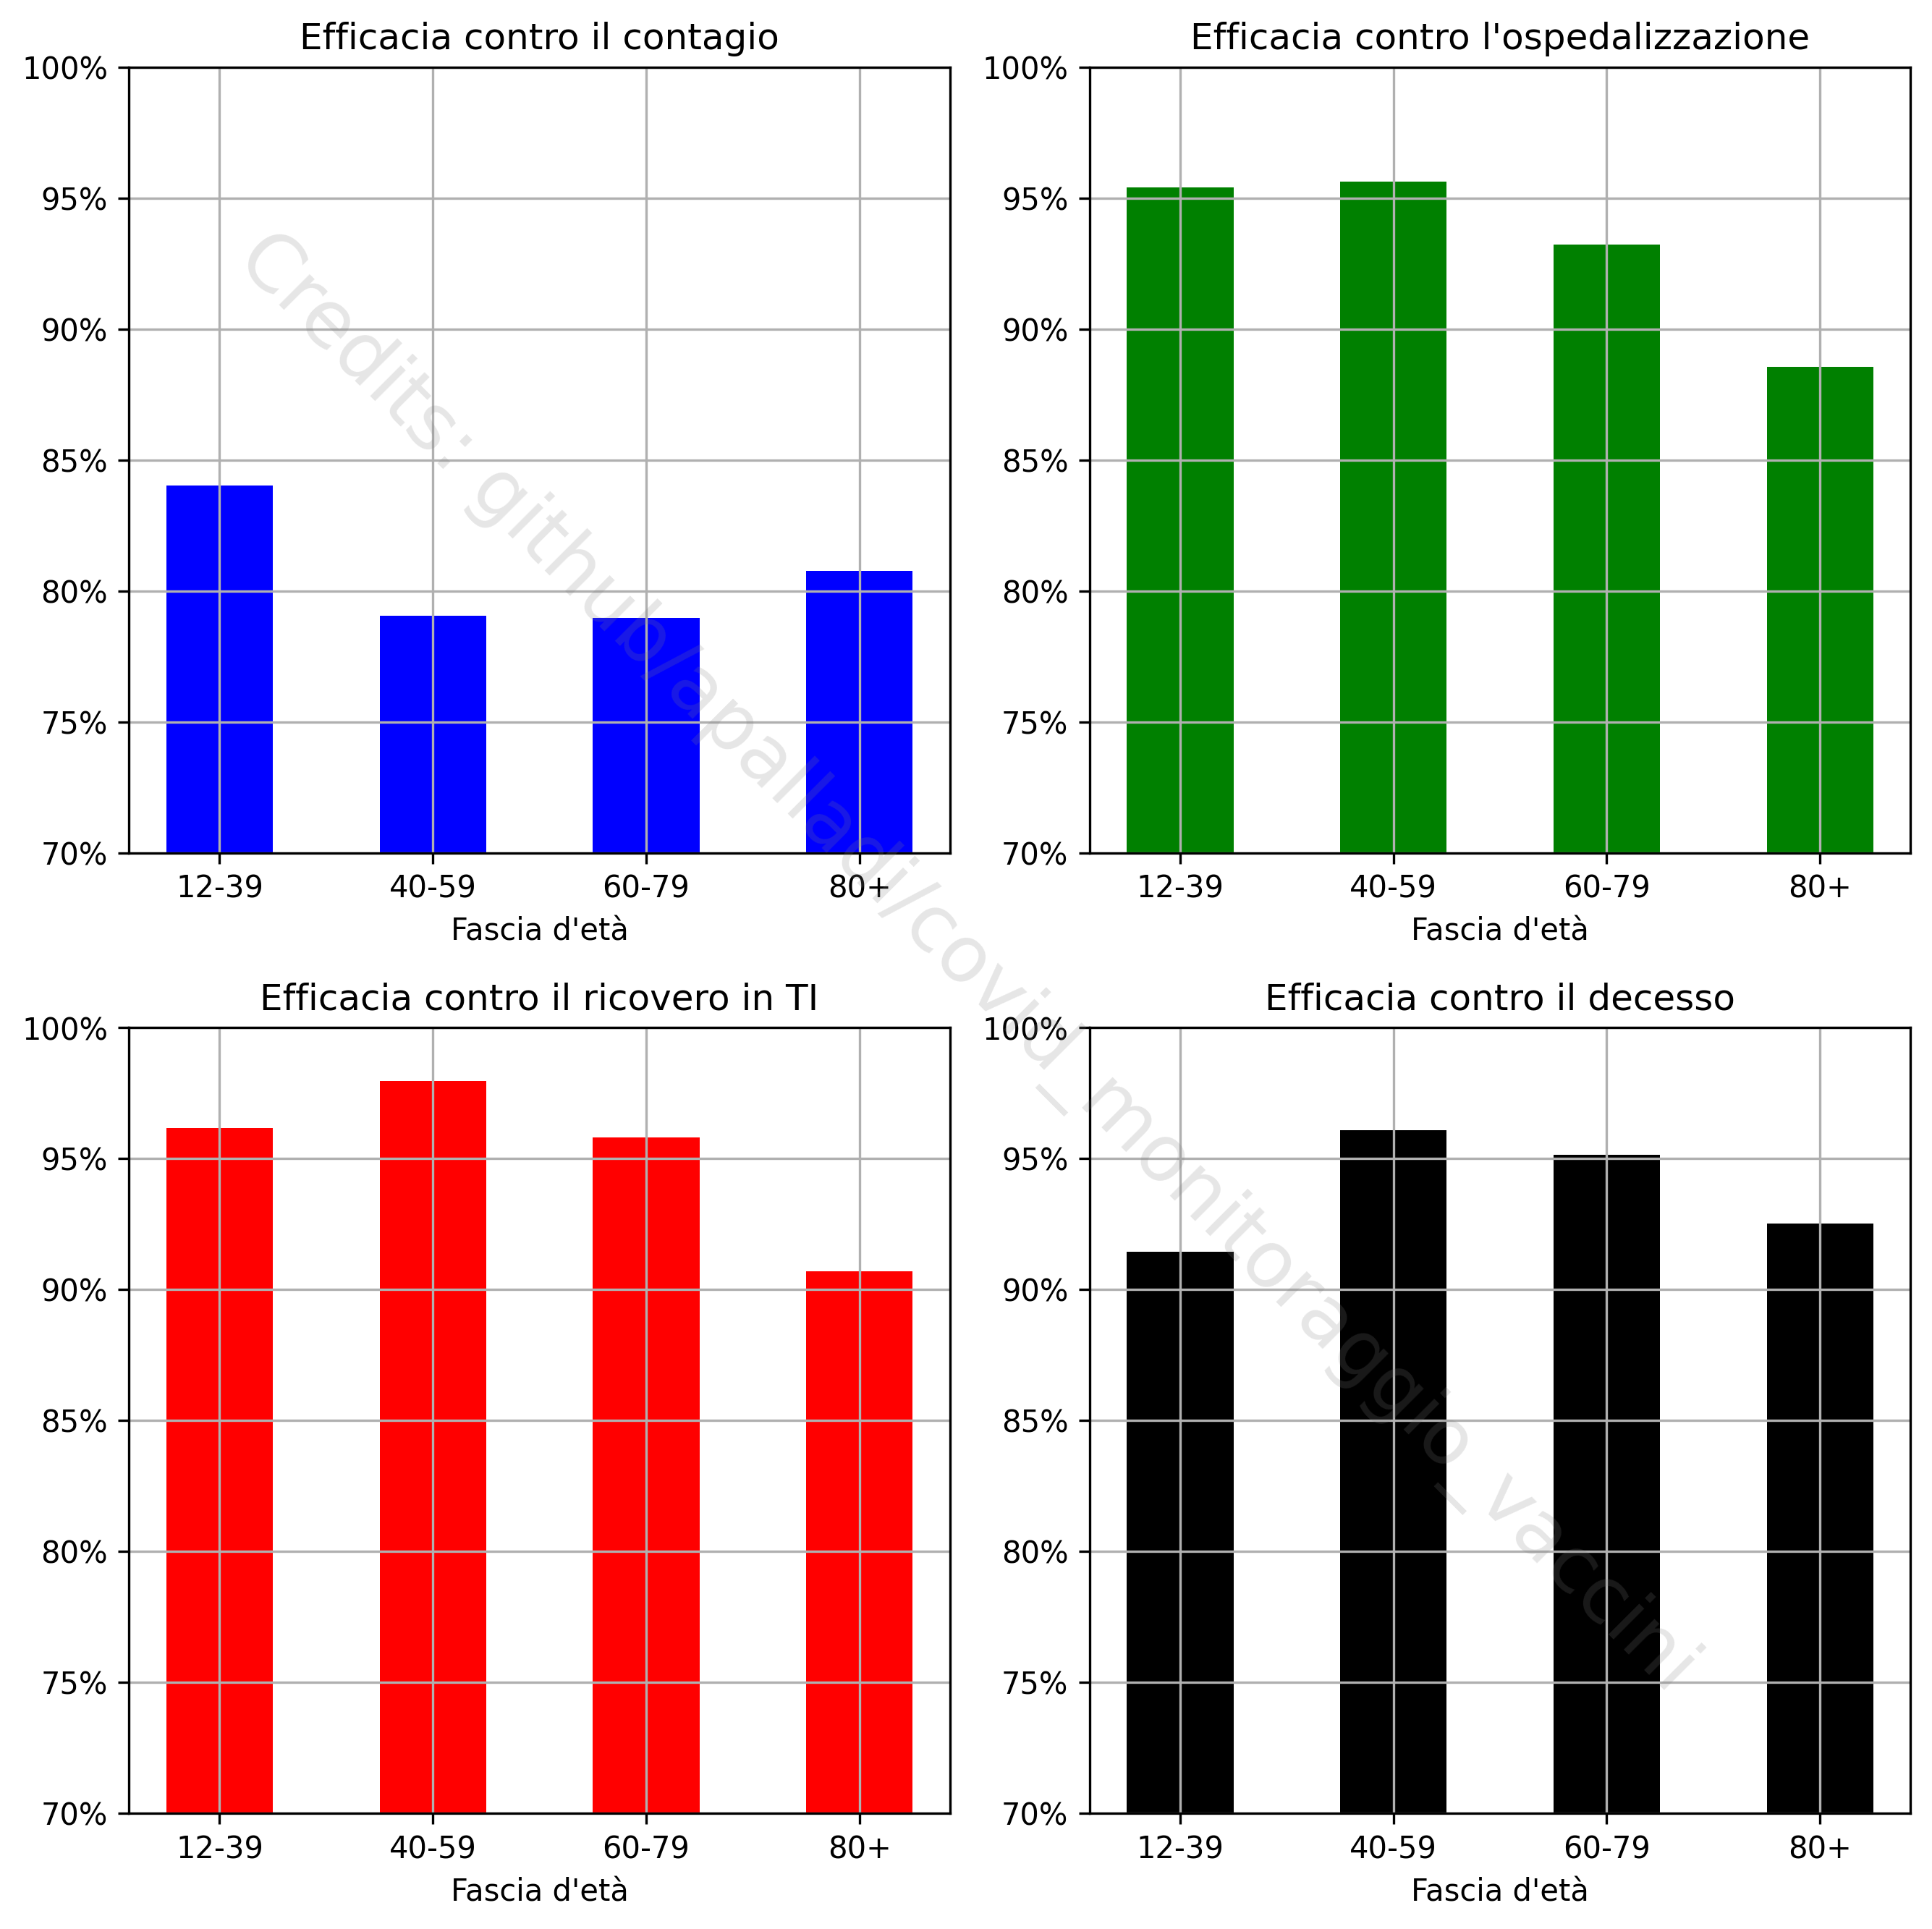 Efficacia contro il contagio
100%
95%
90%
85%
80%
75%
70%
12-39 40-59 60-79 80+
Fascia d'età
Efficacia contro l'ospedalizzazione
100%
95%
90%
85%
80%
75%
70%
12-39 40-59 60-79 80+
Fascia d'età
Efficacia contro il ricovero in TI
100%
95%
90%
85%
80%
75%
70%
12-39 40-59 60-79 80+
Fascia d'età
Efficacia contro il decesso
100%
95%
90%
85%
80%
75%
70%
12-39 40-59 60-79 80+
Fascia d'età
Credits: github/apalladi/covid_monitoraggio_vaccini